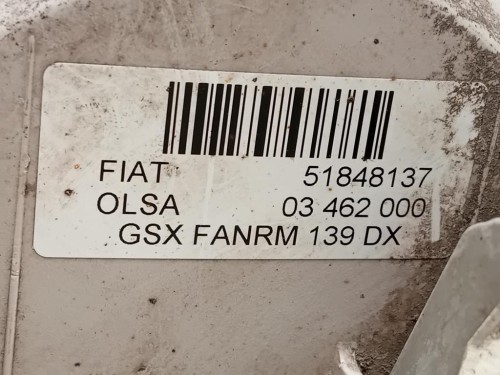 FIAT 51848137
OLSA 03 462 000
GSX FANRM 139 DX